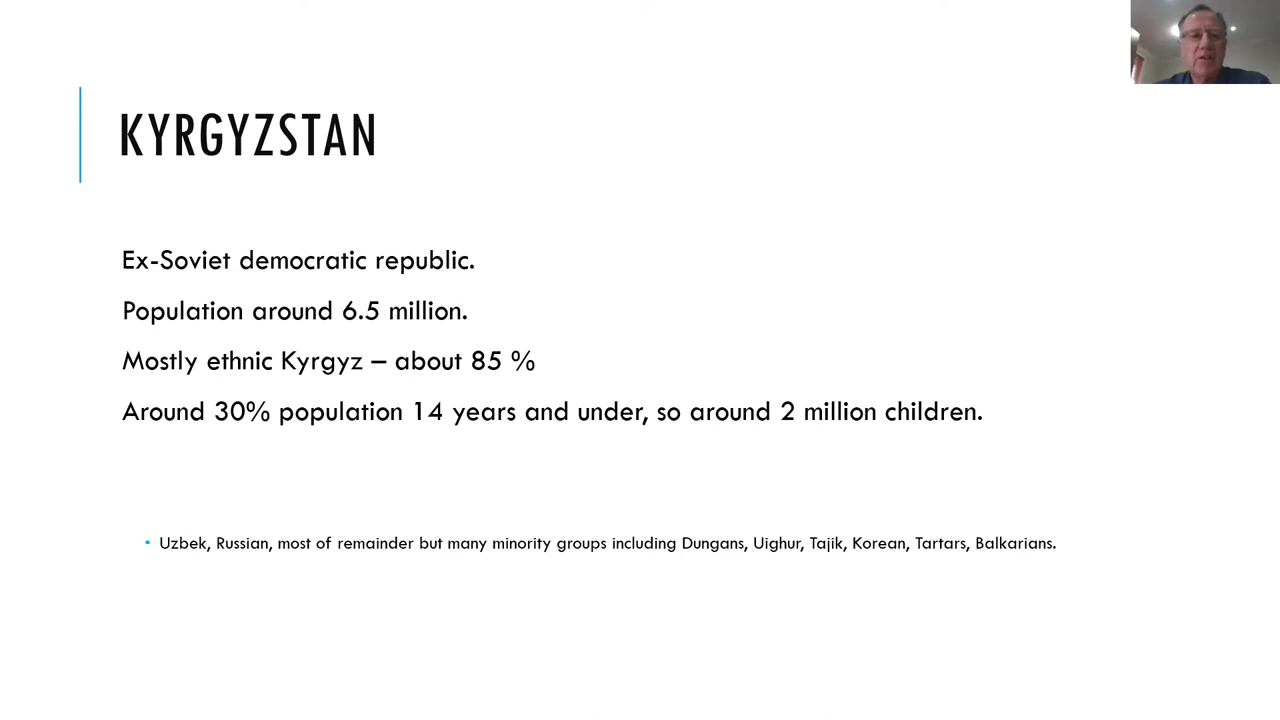 KYRGYZSTAN
Ex-Soviet democratic republic.
Population around 6.5 million.
Mostly ethnic Kyrgyz – about 85 %
Around 30% population 14 years and under, so around 2 million children.
▪ Uzbek, Russian, most of remainder but many minority groups including Dungans, Uighur, Tajik, Korean, Tartars, Balkarians.